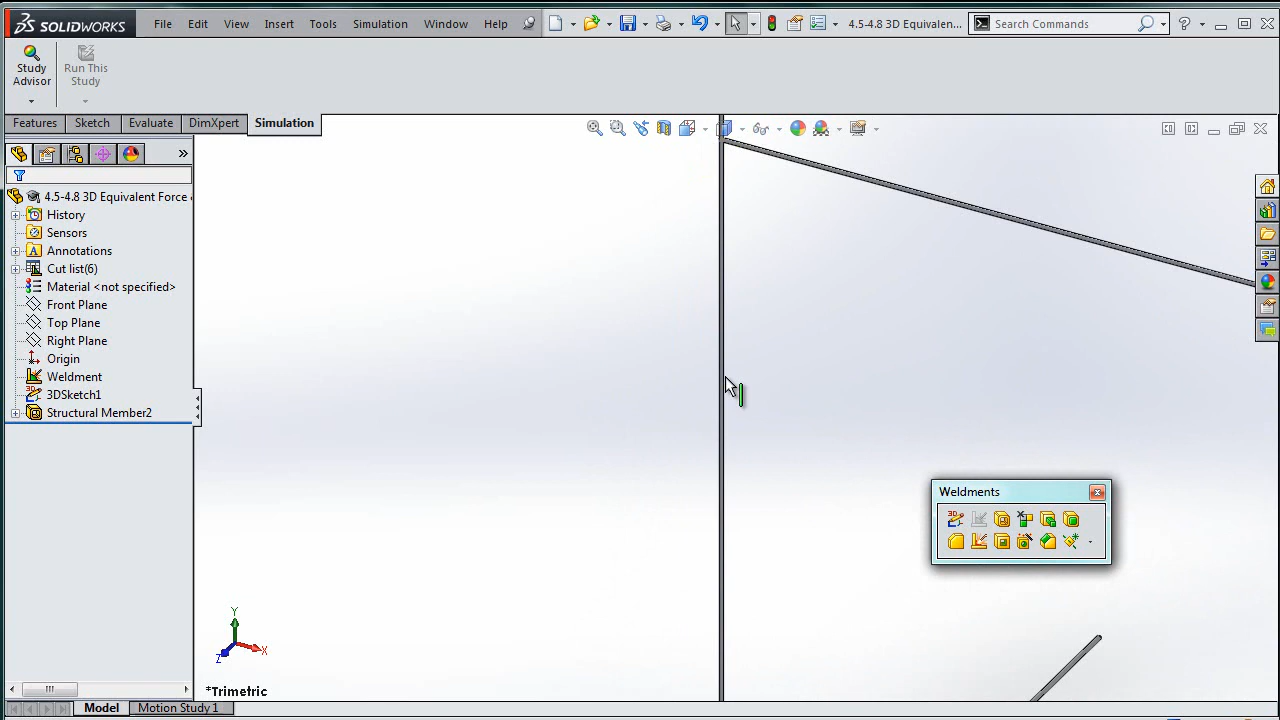 SOLIDWORKS File Edit View Insert Tools Simulation Window Help 4.5-4.8 3D Equivalen... Search Commands
Study Advisor
Run This Study
Features Sketch Evaluate DimXpert Simulation
4.5-4.8 3D Equivalent Force
History
Sensors
Annotations
Cut list(6)
Material <not specified>
Front Plane
Top Plane
Right Plane
Origin
Weldment
3DSketch1
Structural Member2
Weldments
3D
Y
X
Z
*Trimetric
Model Motion Study 1